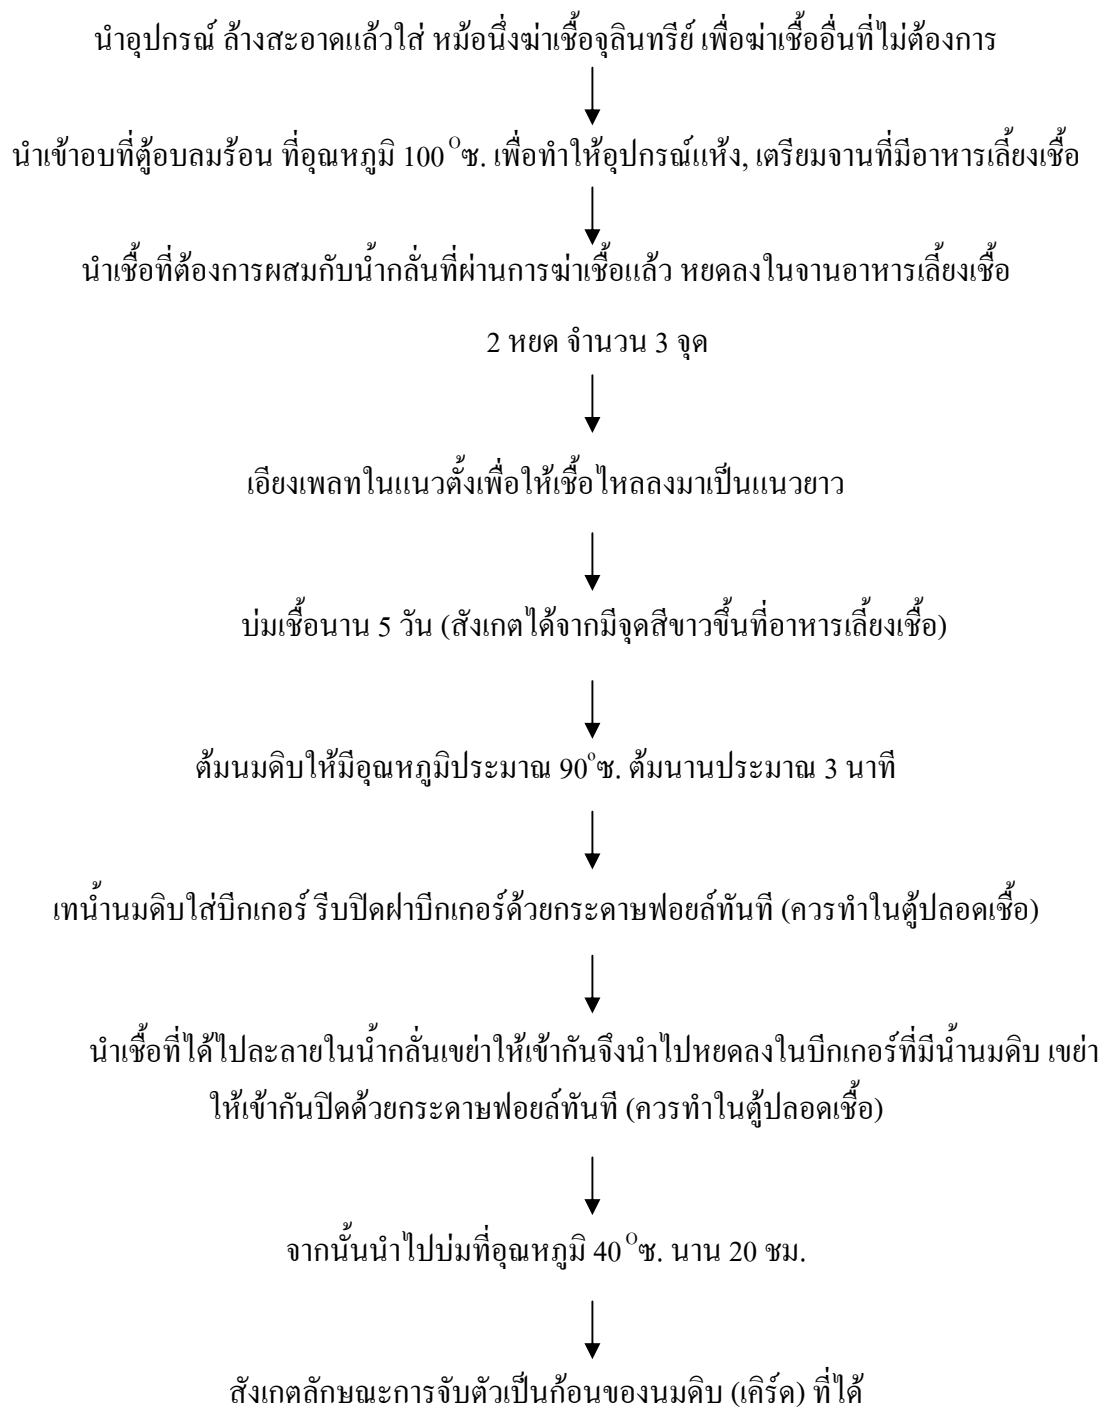 นำอุปกรณ์ ล้างสะอาดแล้วใส่ หม้อนึ่งฆ่าเชื้อจุลินทรีย์ เพื่อฆ่าเชื้ออื่นที่ไม่ต้องการ
นำเข้าอบที่ตู้อบลมร้อน ที่อุณหภูมิ 100 ᴼซ. เพื่อทำให้อุปกรณ์แห้ง, เตรียมจานที่มีอาหารเลี้ยงเชื้อ
นำเชื้อที่ต้องการผสมกับน้ำกลั่นที่ผ่านการฆ่าเชื้อแล้ว หยดลงในจานอาหารเลี้ยงเชื้อ
2 หยด จำนวน 3 จุด
เอียงเพลทในแนวตั้งเพื่อให้เชื้อไหลลงมาเป็นแนวยาว
บ่มเชื้อนาน 5 วัน (สังเกตได้จากมีจุดสีขาวขึ้นที่อาหารเลี้ยงเชื้อ)
ต้มนมดิบให้มีอุณหภูมิประมาณ 90ºซ. ต้มนานประมาณ 3 นาที
เทน้ำนมดิบใส่บีกเกอร์ รีบปิดฝาบีกเกอร์ด้วยกระดาษฟอยล์ทันที (ควรทำในตู้ปลอดเชื้อ)
นำเชื้อที่ได้ไปละลายในน้ำกลั่นเขย่าให้เข้ากันจึงนำไปหยดลงในบีกเกอร์ที่มีน้ำนมดิบ เขย่า
ให้เข้ากันปิดด้วยกระดาษฟอยล์ทันที (ควรทำในตู้ปลอดเชื้อ)
จากนั้นนำไปบ่มที่อุณหภูมิ 40 ᴼซ. นาน 20 ชม.
สังเกตลักษณะการจับตัวเป็นก้อนของนมดิบ (เคิร์ด) ที่ได้